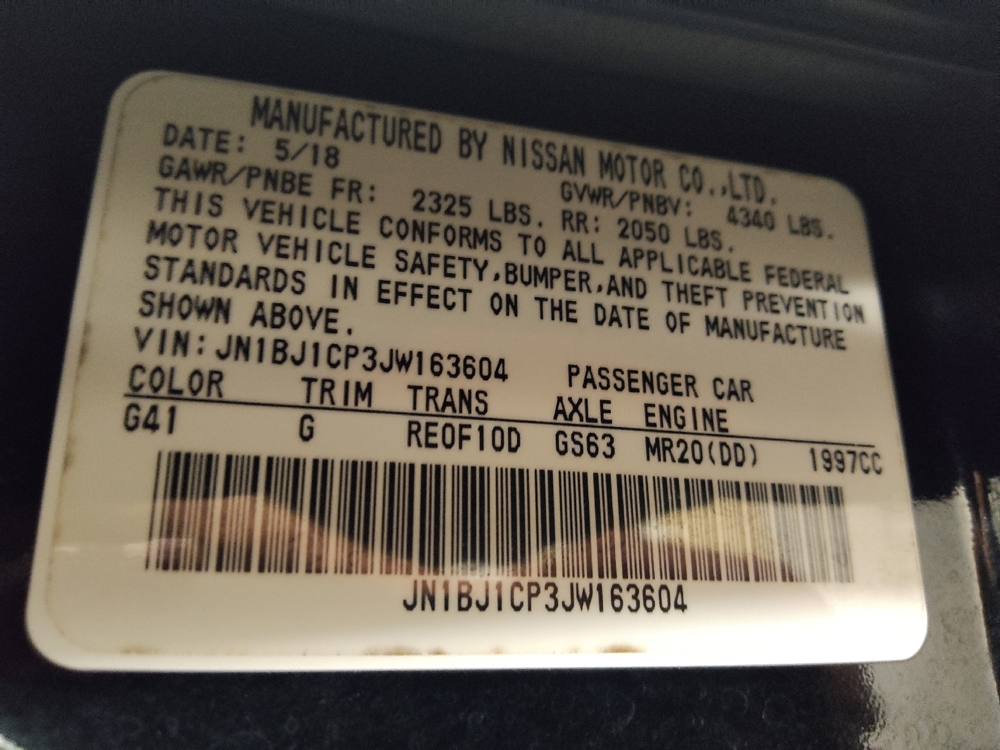 MANUFACTURED BY NISSAN MOTOR CO.,LTD.
DATE: 5/18 GVWR/PNBV: 4340 LBS.
GAWR/PNBE FR: 2325 LBS. RR: 2050 LBS.
THIS VEHICLE CONFORMS TO ALL APPLICABLE FEDERAL
MOTOR VEHICLE SAFETY,BUMPER,AND THEFT PREVENTION
STANDARDS IN EFFECT ON THE DATE OF MANUFACTURE
SHOWN ABOVE.
VIN: JN1BJ1CP3JW163604 PASSENGER CAR
COLOR TRIM TRANS AXLE ENGINE
G41 G RE0F10D GS63 MR20(DD) 1997CC
JN1BJ1CP3JW163604